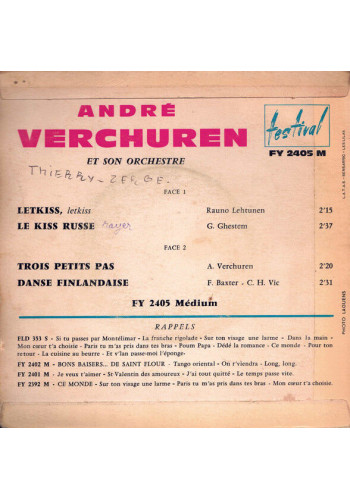 ANDRÉ
VERCHUREN
festival
FY 2405 M
ET SON ORCHESTRE
THIERRY-SERGE.
FACE 1
LETKISS, letkiss Rauno Lehtunen 2'15
LE KISS RUSSE G. Ghestem 2'37
FACE 2
TROIS PETITS PAS A. Verchuren 2'20
DANSE FINLANDAISE F. Baxter - C. H. Vic 2'31
FY 2405 Médium
RAPPELS
FLD 353 S - Si tu passes par Montélimar - La franche rigolade - Sur ton visage une larme - Dans la main -
Mon cœur t'a choisie - Paris tu m'as pris dans tes bras - Poum Papa - Dédé la romance - Ce monde - Pour ton
retour - La cuisine au beurre - Et v'lan passe-moi l'éponge.
FY 2402 M - BONS BAISERS... DE SAINT FLOUR - Tango oriental - On r'viendra - Long, long.
FY 2401 M - Je veux t'aimer - St Valentin des amoureux - J'ai tout quitté - Le temps passe vite.
FY 2392 M - CE MONDE - Sur ton visage une larme - Paris tu m'as pris dans tes bras - Mon cœur t'a choisie.
PHOTO: LAGUENS